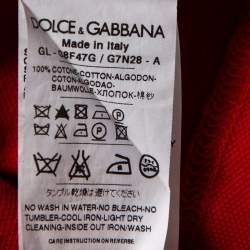 DOLCE & GABBANA
Made in Italy
GL-G8F47G / G7N28 - A
100% COTONE-COTTON-ALGODON-
COTON-ALGODAO-
BAUMWOLLE-ХЛОПОК-棉纱
タンブル乾燥は避けてください
NO WASH IN WATER-NO BLEACH-NO
TUMBLER-COOL IRON-LIGHT DRY
CLEANING-INSIDE OUT IRON/WASH
CARE INSTRUCTION ON REVERSE